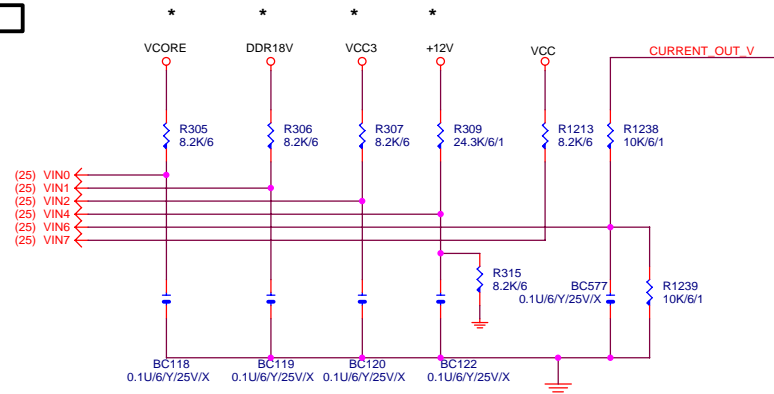 * * * *
VCORE DDR18V VCC3 +12V VCC CURRENT_OUT_V
R305 R306 R307 R309 R1213 R1238
8.2K/6 8.2K/6 8.2K/6 24.3K/6/1 8.2K/6 10K/6/1
(25) VIN0
(25) VIN1
(25) VIN2
(25) VIN4
(25) VIN6
(25) VIN7
R315
8.2K/6
BC577
0.1U/6/Y/25V/X
R1239
10K/6/1
BC118 BC119 BC120 BC122
0.1U/6/Y/25V/X 0.1U/6/Y/25V/X 0.1U/6/Y/25V/X 0.1U/6/Y/25V/X